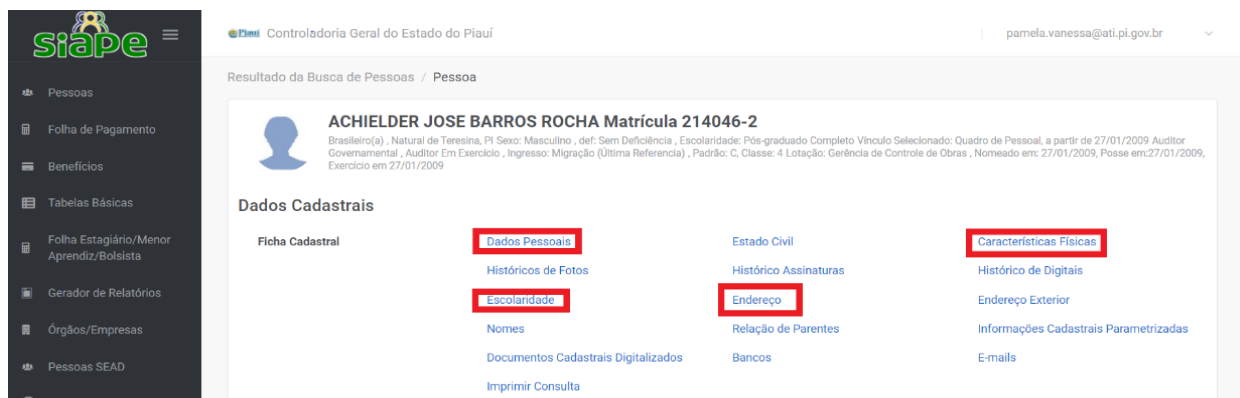 siape
Piauí Controladoria Geral do Estado do Piauí
pamela.vanessa@ati.pi.gov.br
Pessoas
Folha de Pagamento
Benefícios
Tabelas Básicas
Folha Estagiário/Menor
Aprendiz/Bolsista
Gerador de Relatórios
Órgãos/Empresas
Pessoas SEAD
Resultado da Busca de Pessoas / Pessoa
ACHIELDER JOSE BARROS ROCHA Matrícula 214046-2
Brasileiro(a) , Natural de Teresina, PI Sexo: Masculino , def: Sem Deficiência , Escolaridade: Pós-graduado Completo Vínculo Selecionado: Quadro de Pessoal, a partir de 27/01/2009 Auditor
Governamental , Auditor Em Exercício , Ingresso: Migração (Última Referencia) , Padrão: C, Classe: 4 Lotação: Gerência de Controle de Obras , Nomeado em: 27/01/2009, Posse em:27/01/2009,
Exercício em 27/01/2009
Dados Cadastrais
Ficha Cadastral
Dados Pessoais Estado Civil Características Físicas
Históricos de Fotos Histórico Assinaturas Histórico de Digitais
Escolaridade Endereço Endereço Exterior
Nomes Relação de Parentes Informações Cadastrais Parametrizadas
Documentos Cadastrais Digitalizados Bancos E-mails
Imprimir Consulta